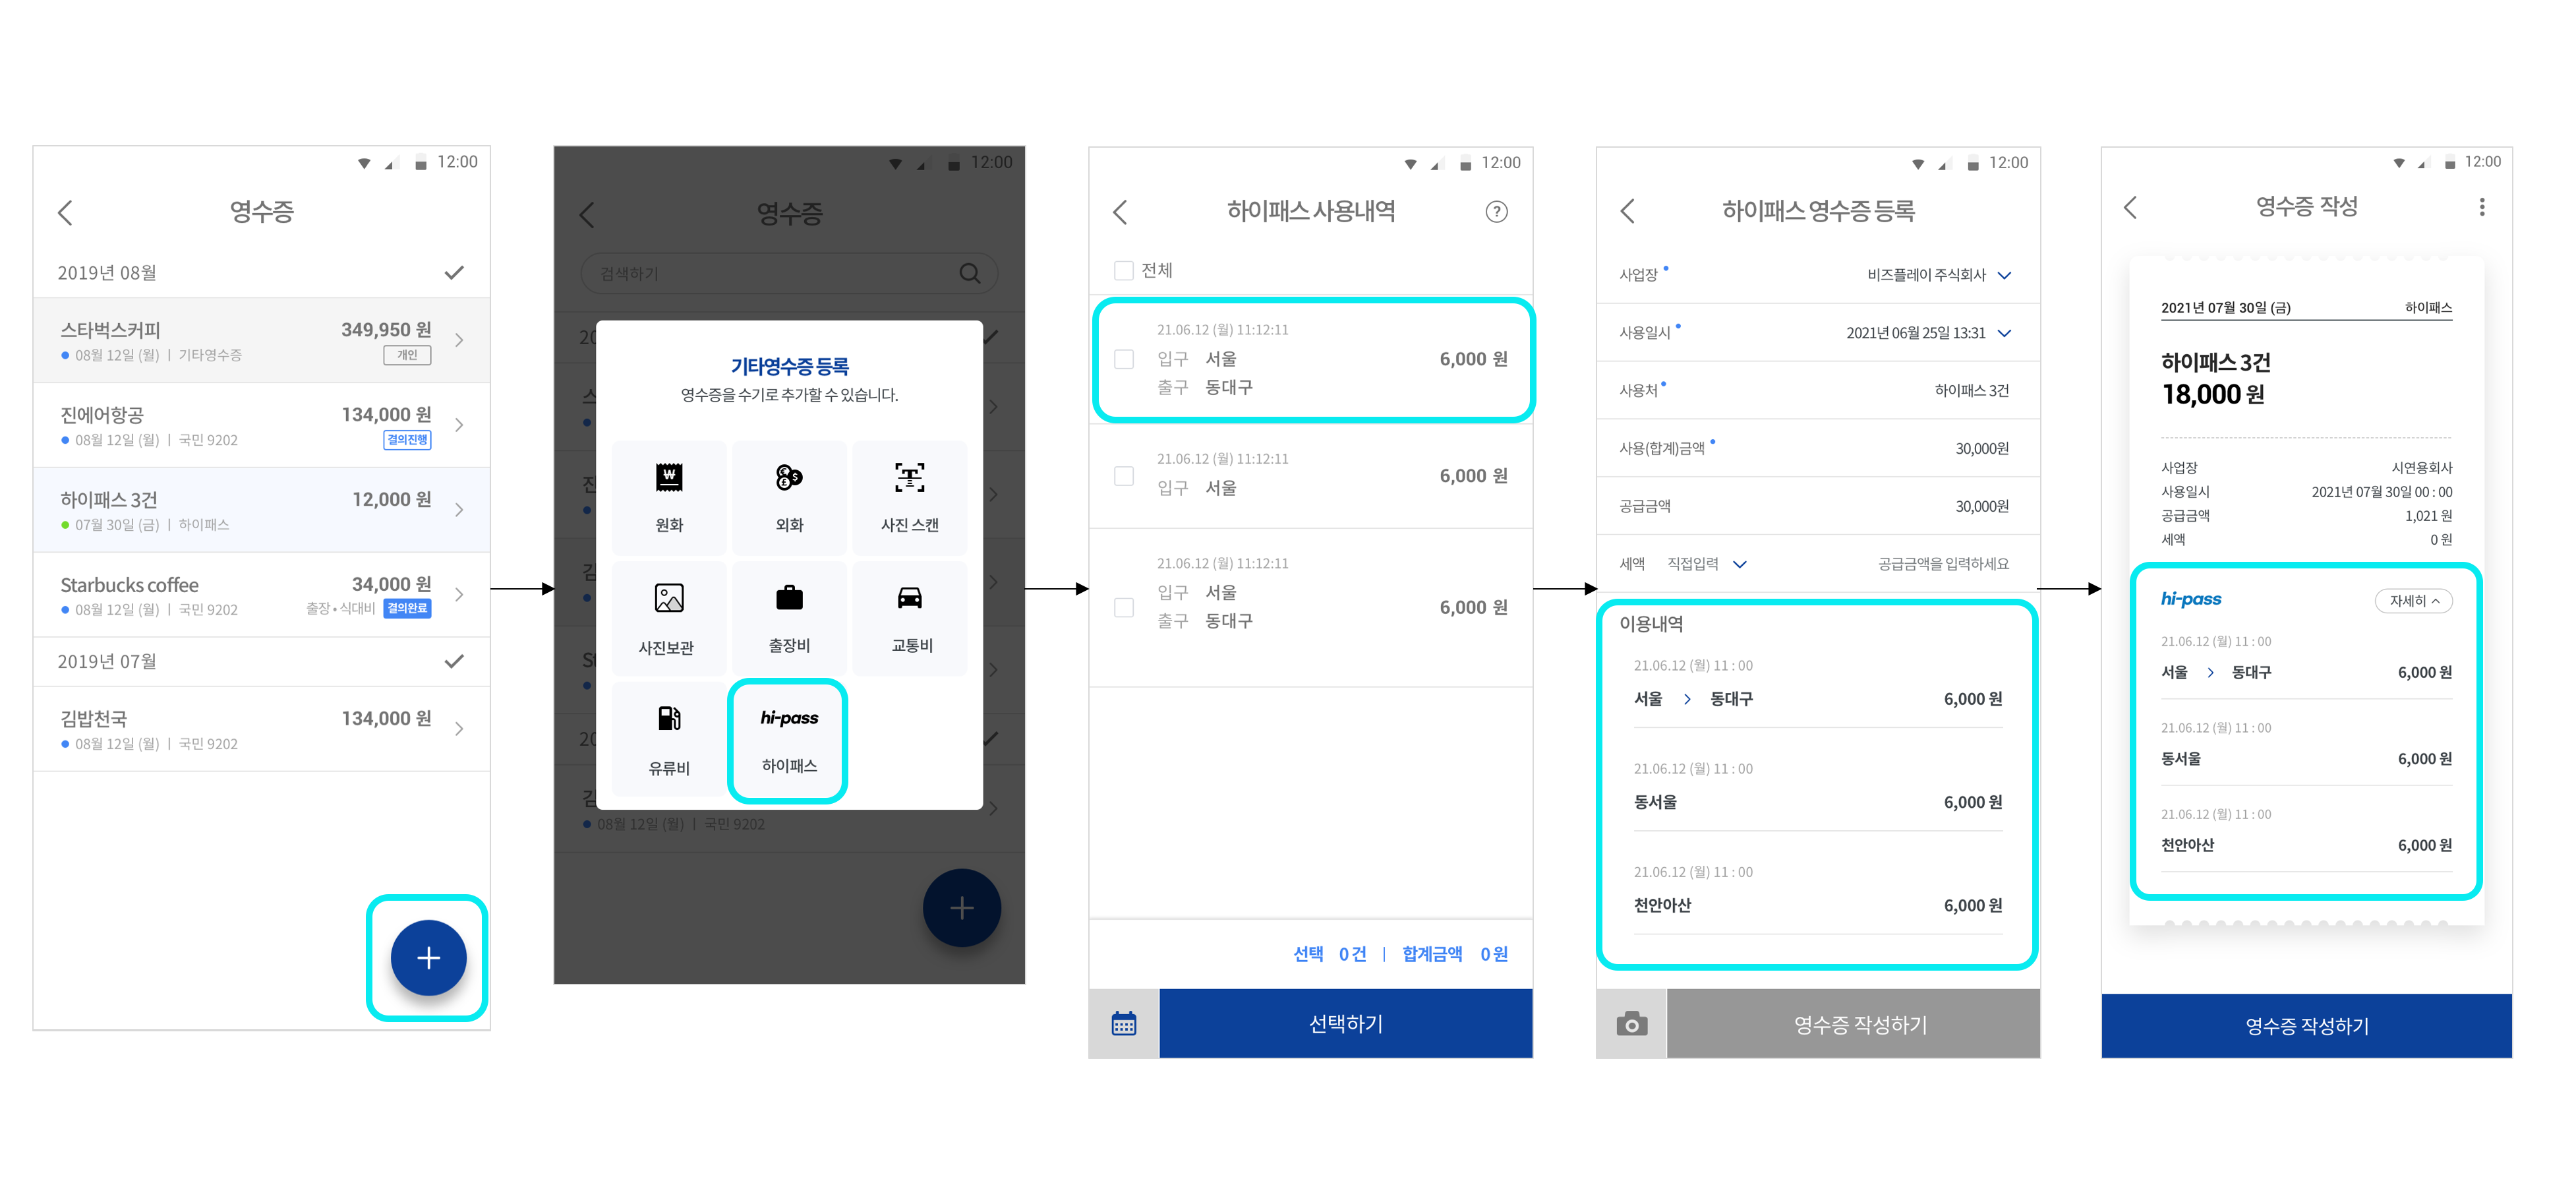 12:00
영수증
2019년 08월
스타벅스커피 349,950 원
08월 12일 (월) | 기타영수증 개인
진에어항공 134,000 원
08월 12일 (월) | 국민 9202 결의진행
하이패스 3건 12,000 원
07월 30일 (금) | 하이패스
Starbucks coffee 34,000 원
08월 12일 (월) | 국민 9202 출장 • 식대비 결의완료
2019년 07월
김밥천국 134,000 원
08월 12일 (월) | 국민 9202
12:00
영수증
검색하기
기타영수증 등록
영수증을 수기로 추가할 수 있습니다.
원화 외화 사진 스캔
사진보관 출장비 교통비
hi-pass
유류비 하이패스
08월 12일 (월) | 국민 9202
12:00
하이패스 사용내역
전체
21.06.12 (월) 11:12:11
입구 서울 6,000 원
출구 동대구
21.06.12 (월) 11:12:11
입구 서울 6,000 원
21.06.12 (월) 11:12:11
입구 서울 6,000 원
출구 동대구
선택 0 건 | 합계금액 0 원
선택하기
12:00
하이패스 영수증 등록
사업장 비즈플레이 주식회사
사용일시 2021년 06월 25일 13:31
사용처 하이패스 3건
사용(합계)금액 30,000원
공급금액 30,000원
세액 직접입력 공급금액을 입력하세요
이용내역
21.06.12 (월) 11 : 00
서울 > 동대구 6,000 원
21.06.12 (월) 11 : 00
동서울 6,000 원
21.06.12 (월) 11 : 00
천안아산 6,000 원
영수증 작성하기
12:00
영수증 작성
2021년 07월 30일 (금) 하이패스
하이패스 3건
18,000 원
사업장 시연용회사
사용일시 2021년 07월 30일 00 : 00
공급금액 1,021 원
세액 0 원
hi-pass 자세히
21.06.12 (월) 11 : 00
서울 > 동대구 6,000 원
21.06.12 (월) 11 : 00
동서울 6,000 원
21.06.12 (월) 11 : 00
천안아산 6,000 원
영수증 작성하기